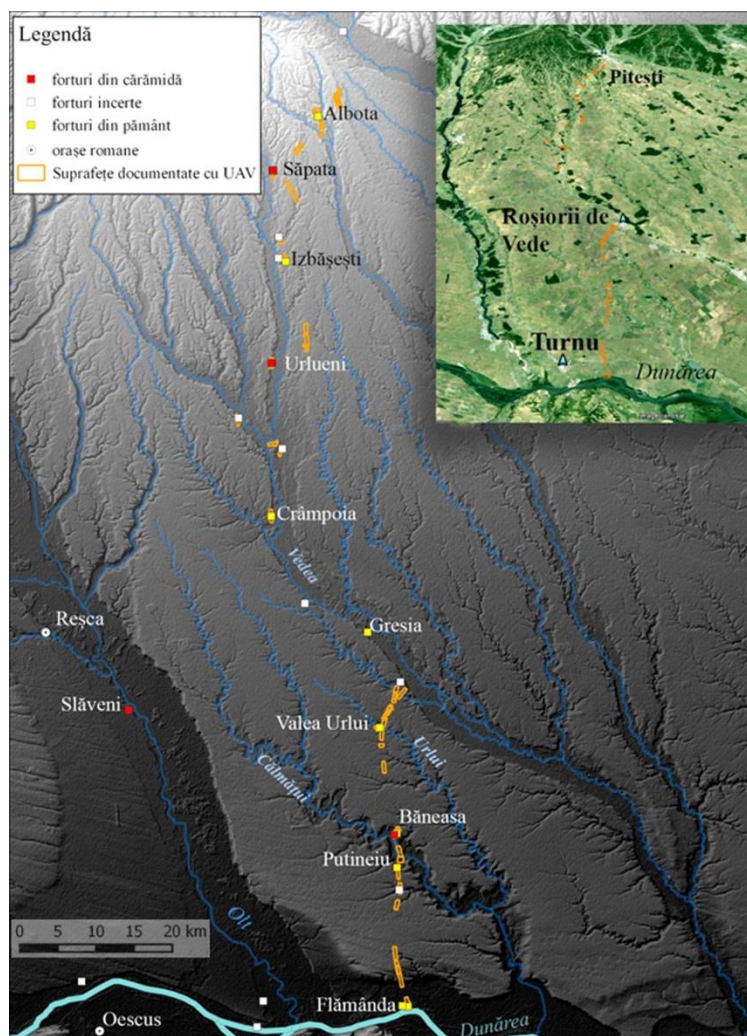 Legendă
forturi din cărămidă
forturi incerte
forturi din pământ
orașe romane
Suprafețe documentate cu UAV
Pitești
Roșiorii de
Vede
Turnu
Dunărea
Albota
Săpata
Izbășești
Urlueni
Crâmpoia
Vedea
Reșca
Gresia
Slăveni
Valea Urlui
Urlui
Călmățui
Băneasa
Putineiu
Olt
0 5 10 15 20 km
Flămânda
Oescus
Dunărea